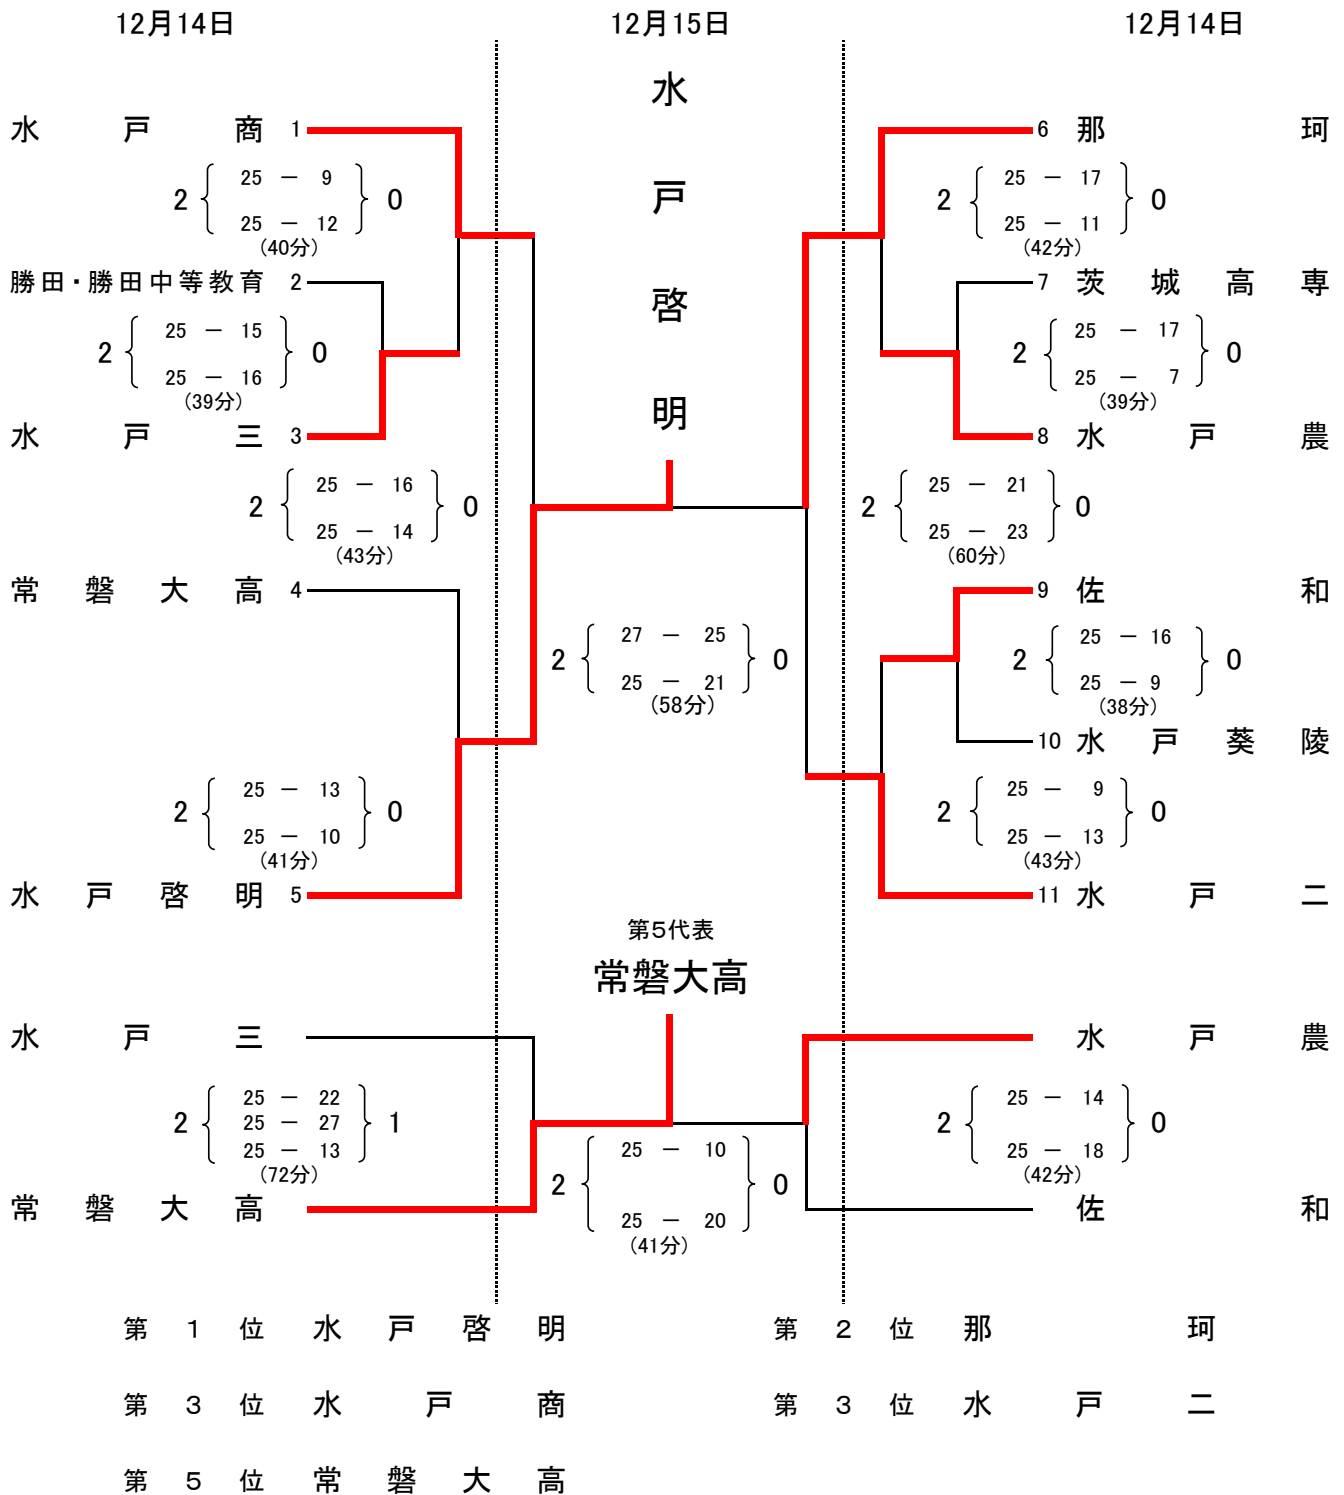 12月14日 12月15日 12月14日
水戸啓明
水戸商 1
6 那珂
2 25 － 9 0
25 － 12
(40分)
2 25 － 17 0
25 － 11
(42分)
勝田・勝田中等教育 2
7 茨城高専
2 25 － 15 0
25 － 16
(39分)
2 25 － 17 0
25 － 7
(39分)
水戸三 3
8 水戸農
2 25 － 16 0
25 － 14
(43分)
2 25 － 21 0
25 － 23
(60分)
常磐大高 4
9 佐和
2 27 － 25 0
25 － 21
(58分)
2 25 － 16 0
25 － 9
(38分)
10 水戸葵陵
2 25 － 13 0
25 － 10
(41分)
2 25 － 9 0
25 － 13
(43分)
水戸啓明 5
11 水戸二
第5代表
常磐大高
水戸三
水戸農
2 25 － 22 1
25 － 27
25 － 13
(72分)
2 25 － 10 0
25 － 20
(41分)
2 25 － 14 0
25 － 18
(42分)
常磐大高
佐和
第1位 水戸啓明 第2位 那珂
第3位 水戸商 第3位 水戸二
第5位 常磐大高